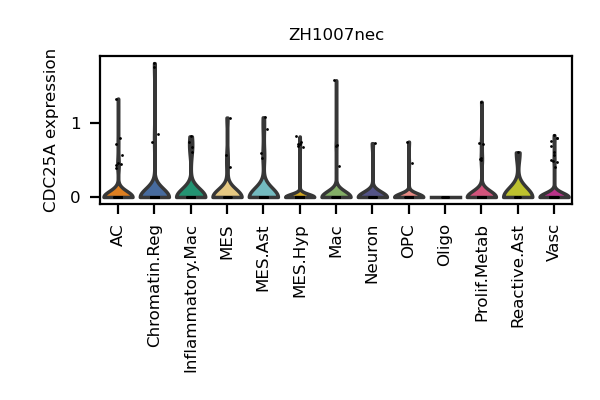 ZH1007nec
CDC25A expression
1
0
AC
Chromatin.Reg
Inflammatory.Mac
MES
MES.Ast
MES.Hyp
Mac
Neuron
OPC
Oligo
Prolif.Metab
Reactive.Ast
Vasc